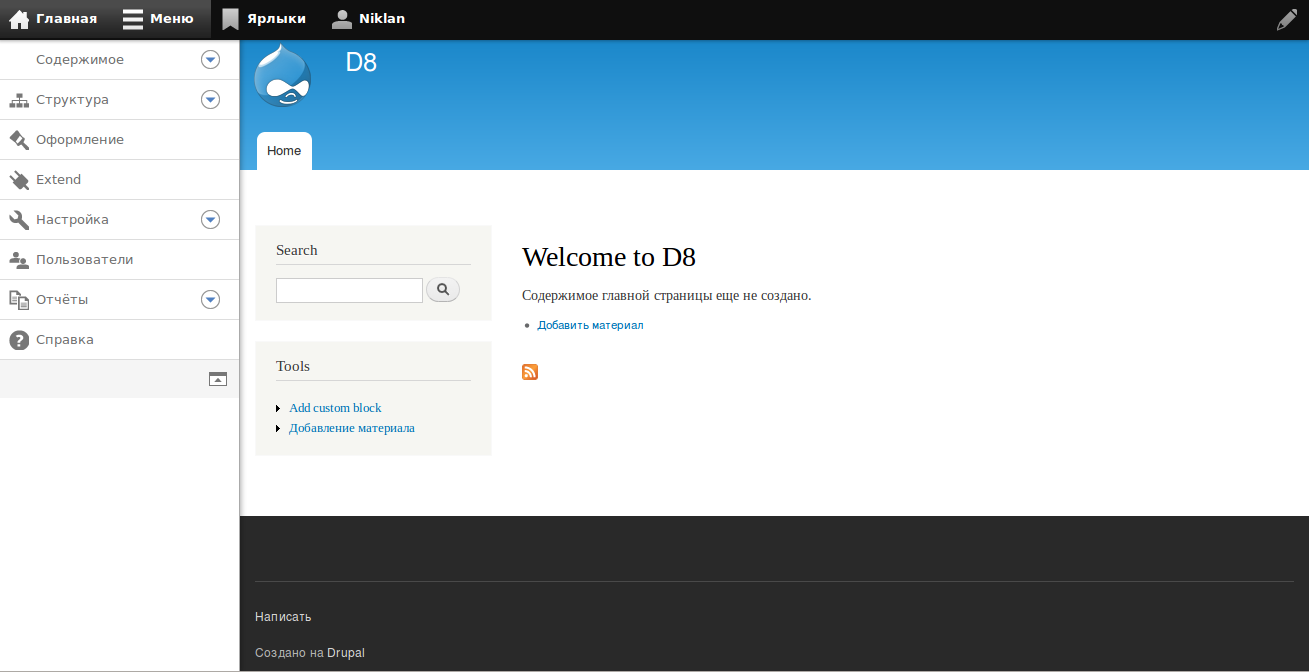 Главная Меню Ярлыки Niklan
Содержимое
Структура
Оформление
Extend
Настройка
Пользователи
Отчёты
Справка
D8
Home
Search
Tools
Add custom block
Добавление материала
Welcome to D8
Содержимое главной страницы еще не создано.
Добавить материал
Написать
Создано на Drupal